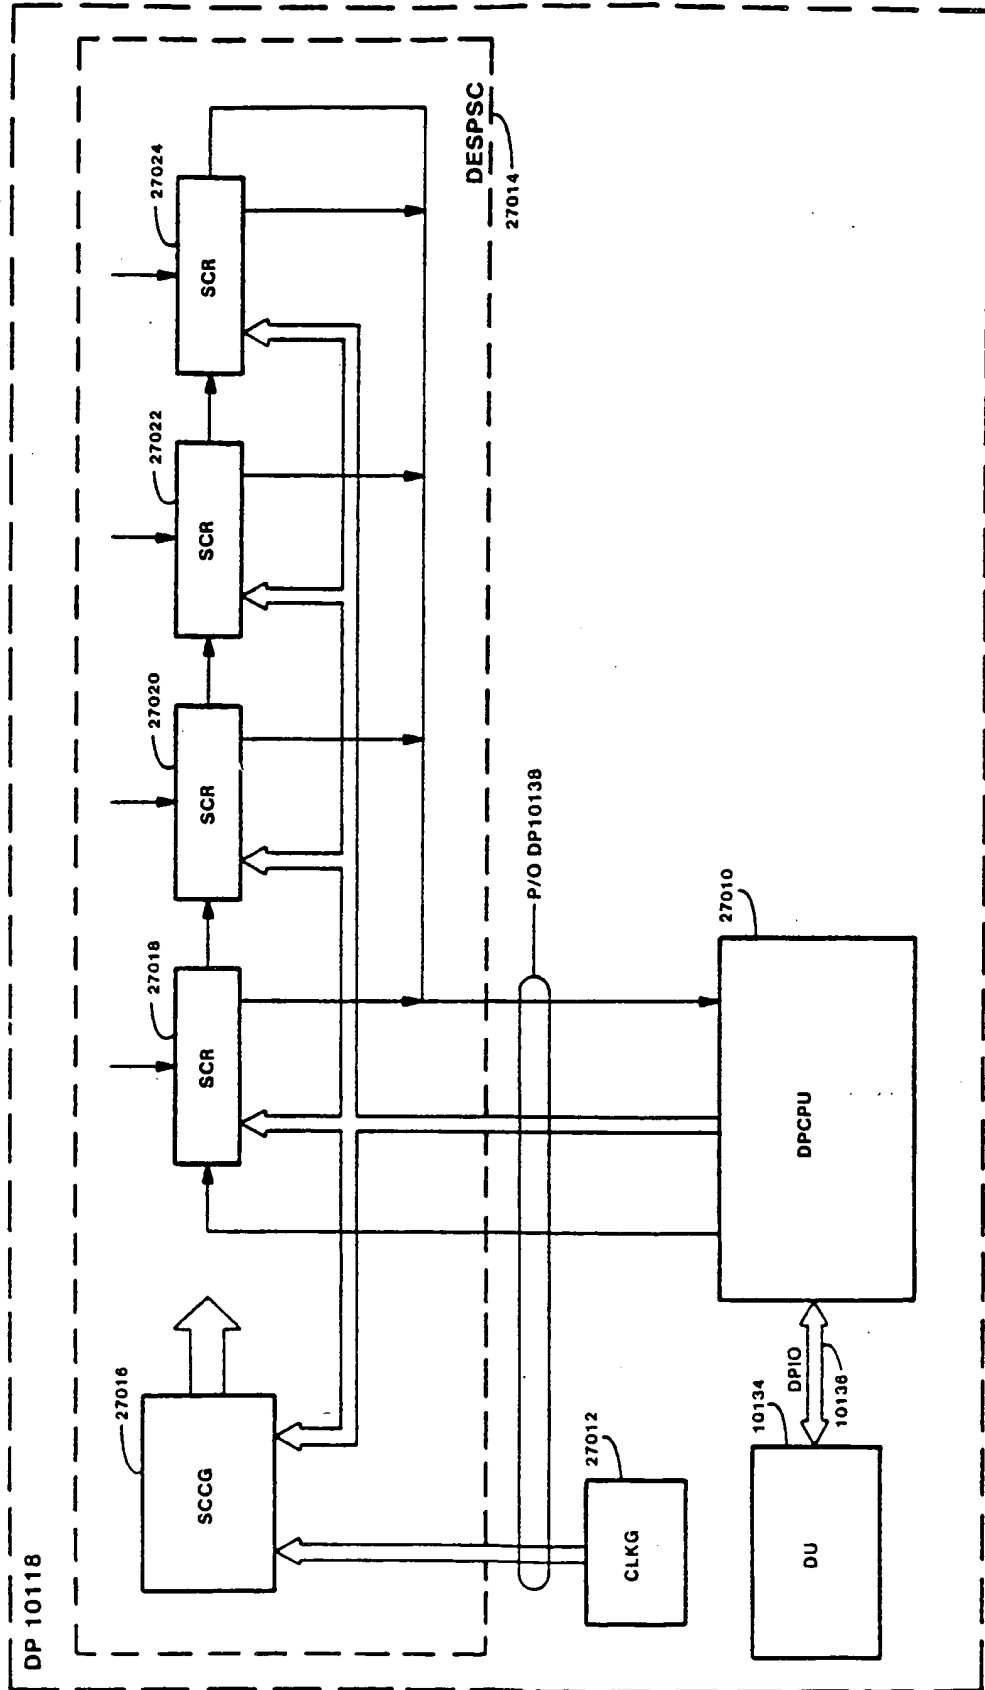 DP 10118
27016
SCCG
27018
SCR
27020
SCR
27022
SCR
27024
SCR
DESPSC
27014
P/O DP10138
27012
CLKG
27010
DPCPU
10134
DU
DPIO
10136